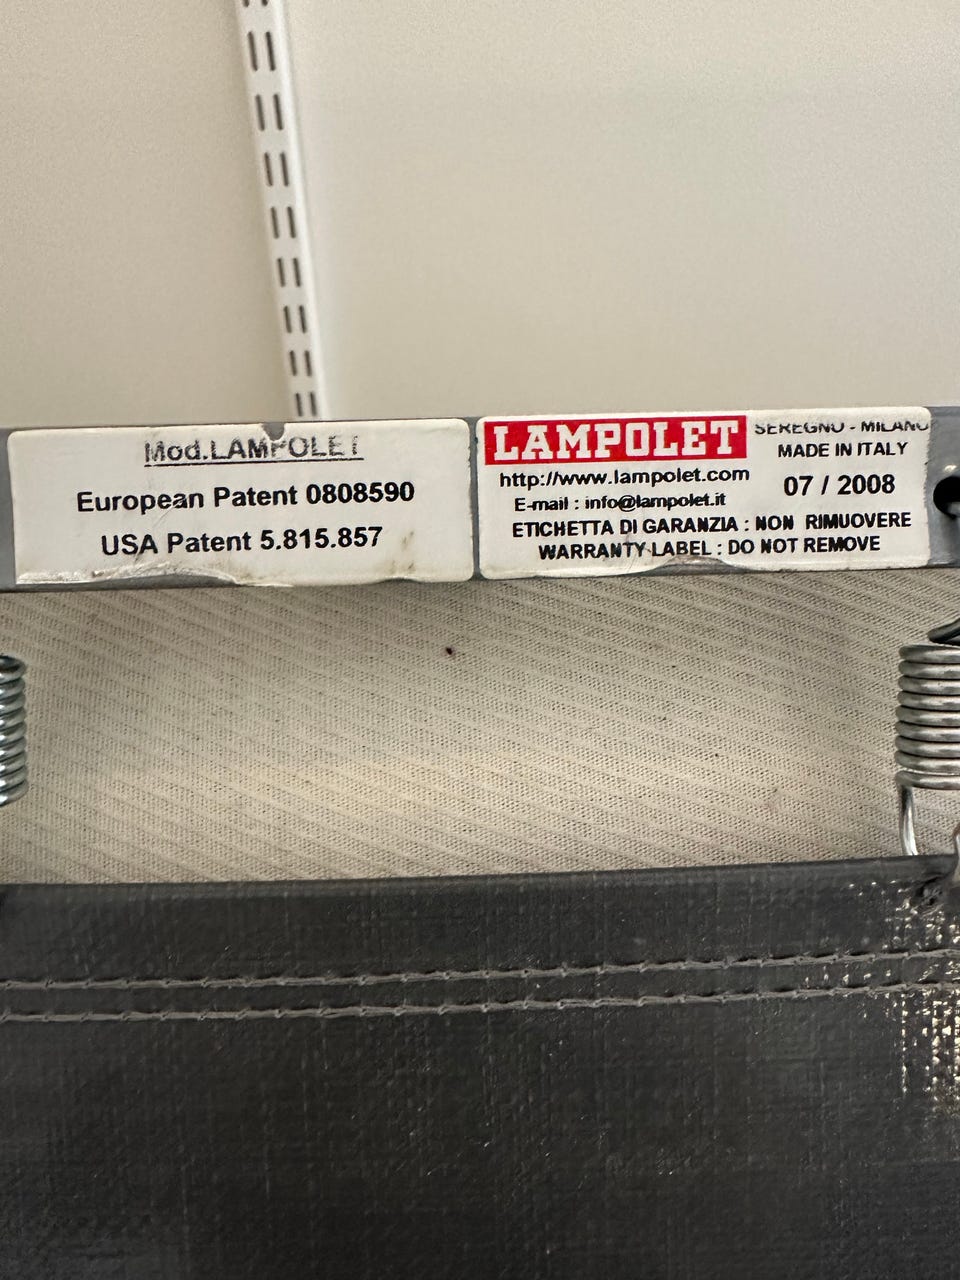 Mod.LAMPOLET
European Patent 0808590
USA Patent 5.815.857
LAMPOLET
SEREGNO - MILANO
MADE IN ITALY
http://www.lampolet.com
07 / 2008
E-mail : info@lampolet.it
ETICHETTA DI GARANZIA : NON RIMUOVERE
WARRANTY LABEL : DO NOT REMOVE